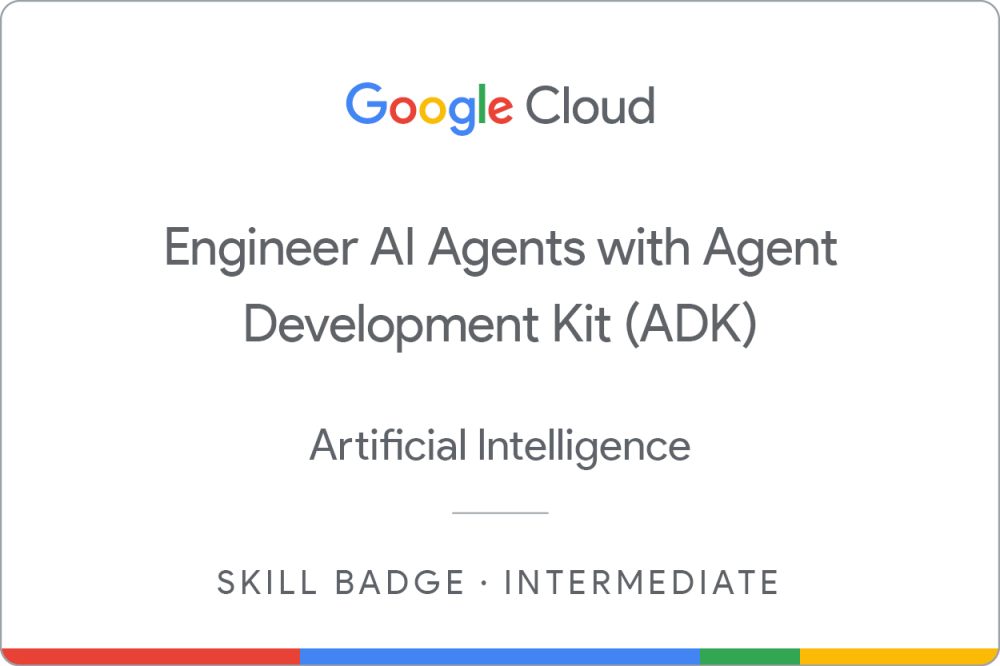 Google Cloud
Engineer AI Agents with Agent
Development Kit (ADK)
Artificial Intelligence
SKILL BADGE · INTERMEDIATE